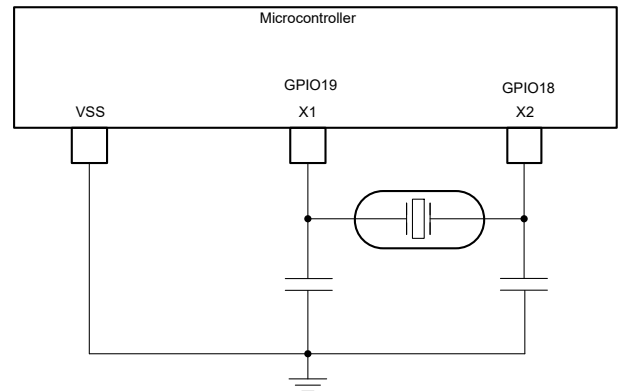 Microcontroller
GPIO19
GPIO18
VSS
X1
X2